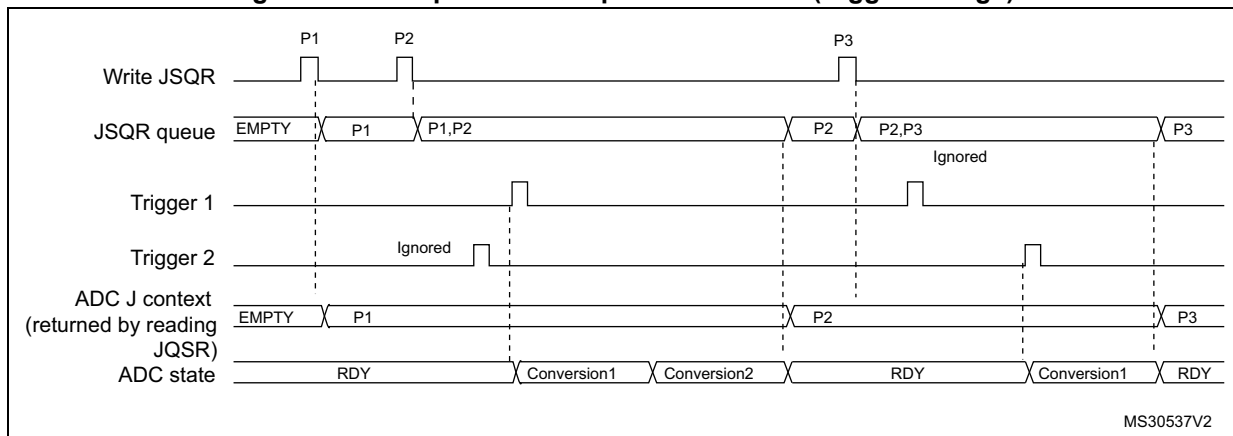 P1 P2 P3
Write JSQR
JSQR queue EMPTY P1 P1,P2 P2 P2,P3 P3
Ignored
Trigger 1
Trigger 2 Ignored
ADC J context
(returned by reading EMPTY P1 P2 P3
JQSR)
ADC state RDY Conversion1 Conversion2 RDY Conversion1 RDY
MS30537V2